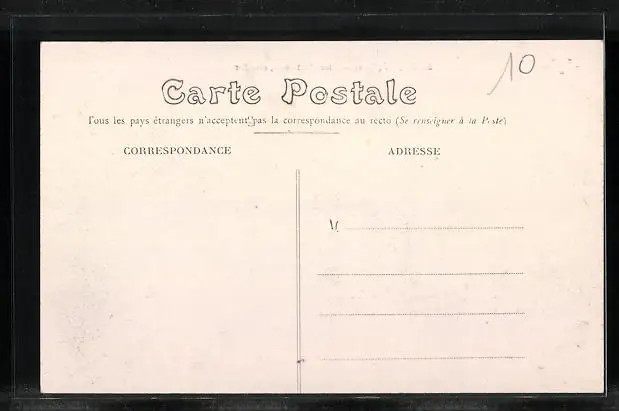 10
Carte Postale
Tous les pays étrangers n'acceptent pas la correspondance au recto (Se renseigner à la Poste)
CORRESPONDANCE
ADRESSE
M